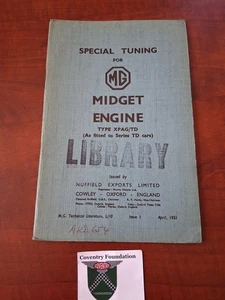 SPECIAL TUNING
FOR
MG
MIDGET
ENGINE
TYPE XPAG/TD
(As fitted to Series TD cars)
LIBRARY
Issued by
NUFFIELD EXPORTS LIMITED
COWLEY - OXFORD - ENGLAND
M.G. Technical Literature, L/10
Issue 1
April, 1951
Coventry Foundation